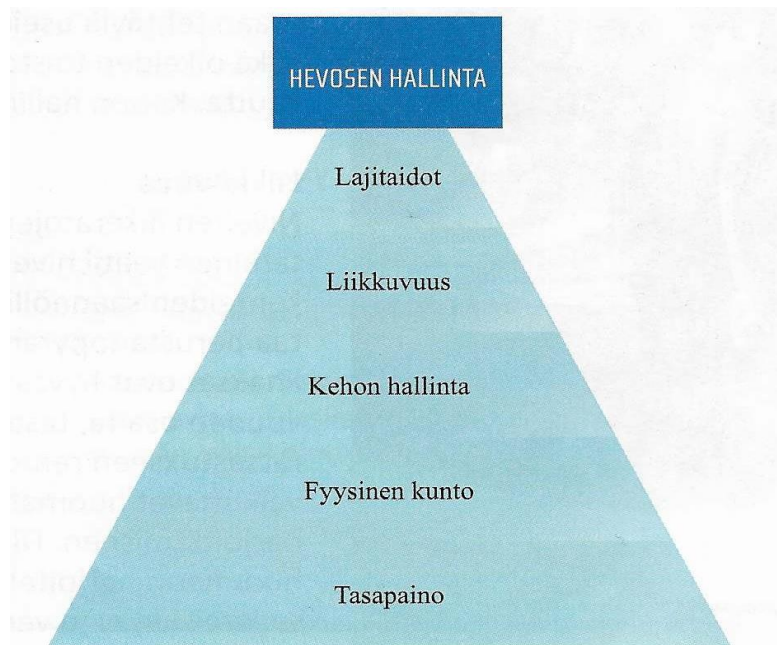 HEVOSEN HALLINTA
Lajitaidot
Liikkuvuus
Kehon hallinta
Fyysinen kunto
Tasapaino